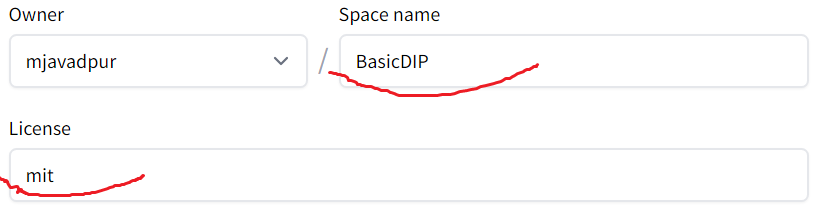 Owner Space name
mjavadpur / BasicDIP
License
mit